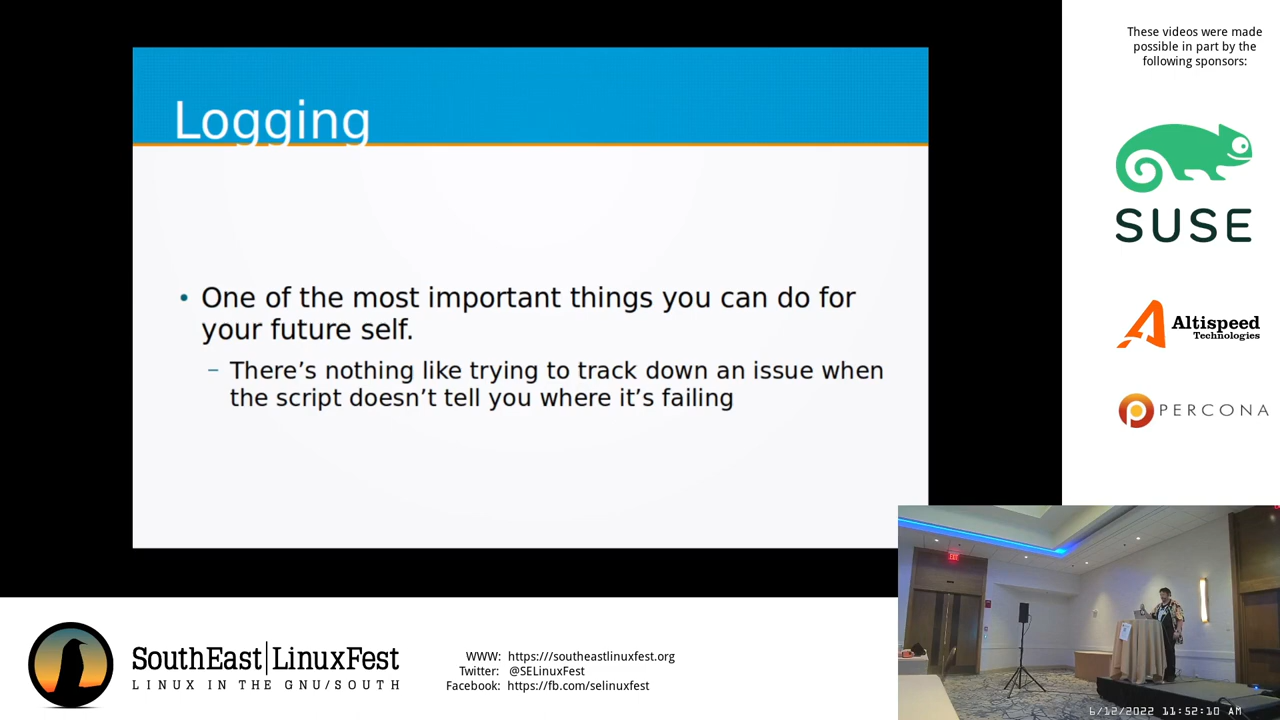 These videos were made
possible in part by the
following sponsors:
Logging
SUSE
One of the most important things you can do for
your future self.
Altispeed
Technologies
– There’s nothing like trying to track down an issue when
the script doesn’t tell you where it’s failing
PERCONA
EXIT
SouthEast LinuxFest
LINUX IN THE GNU/SOUTH
WWW: https:///southeastlinuxfest.org
Twitter: @SELinuxFest
Facebook: https://fb.com/selinuxfest
6/12/2022 11:52:10 AM